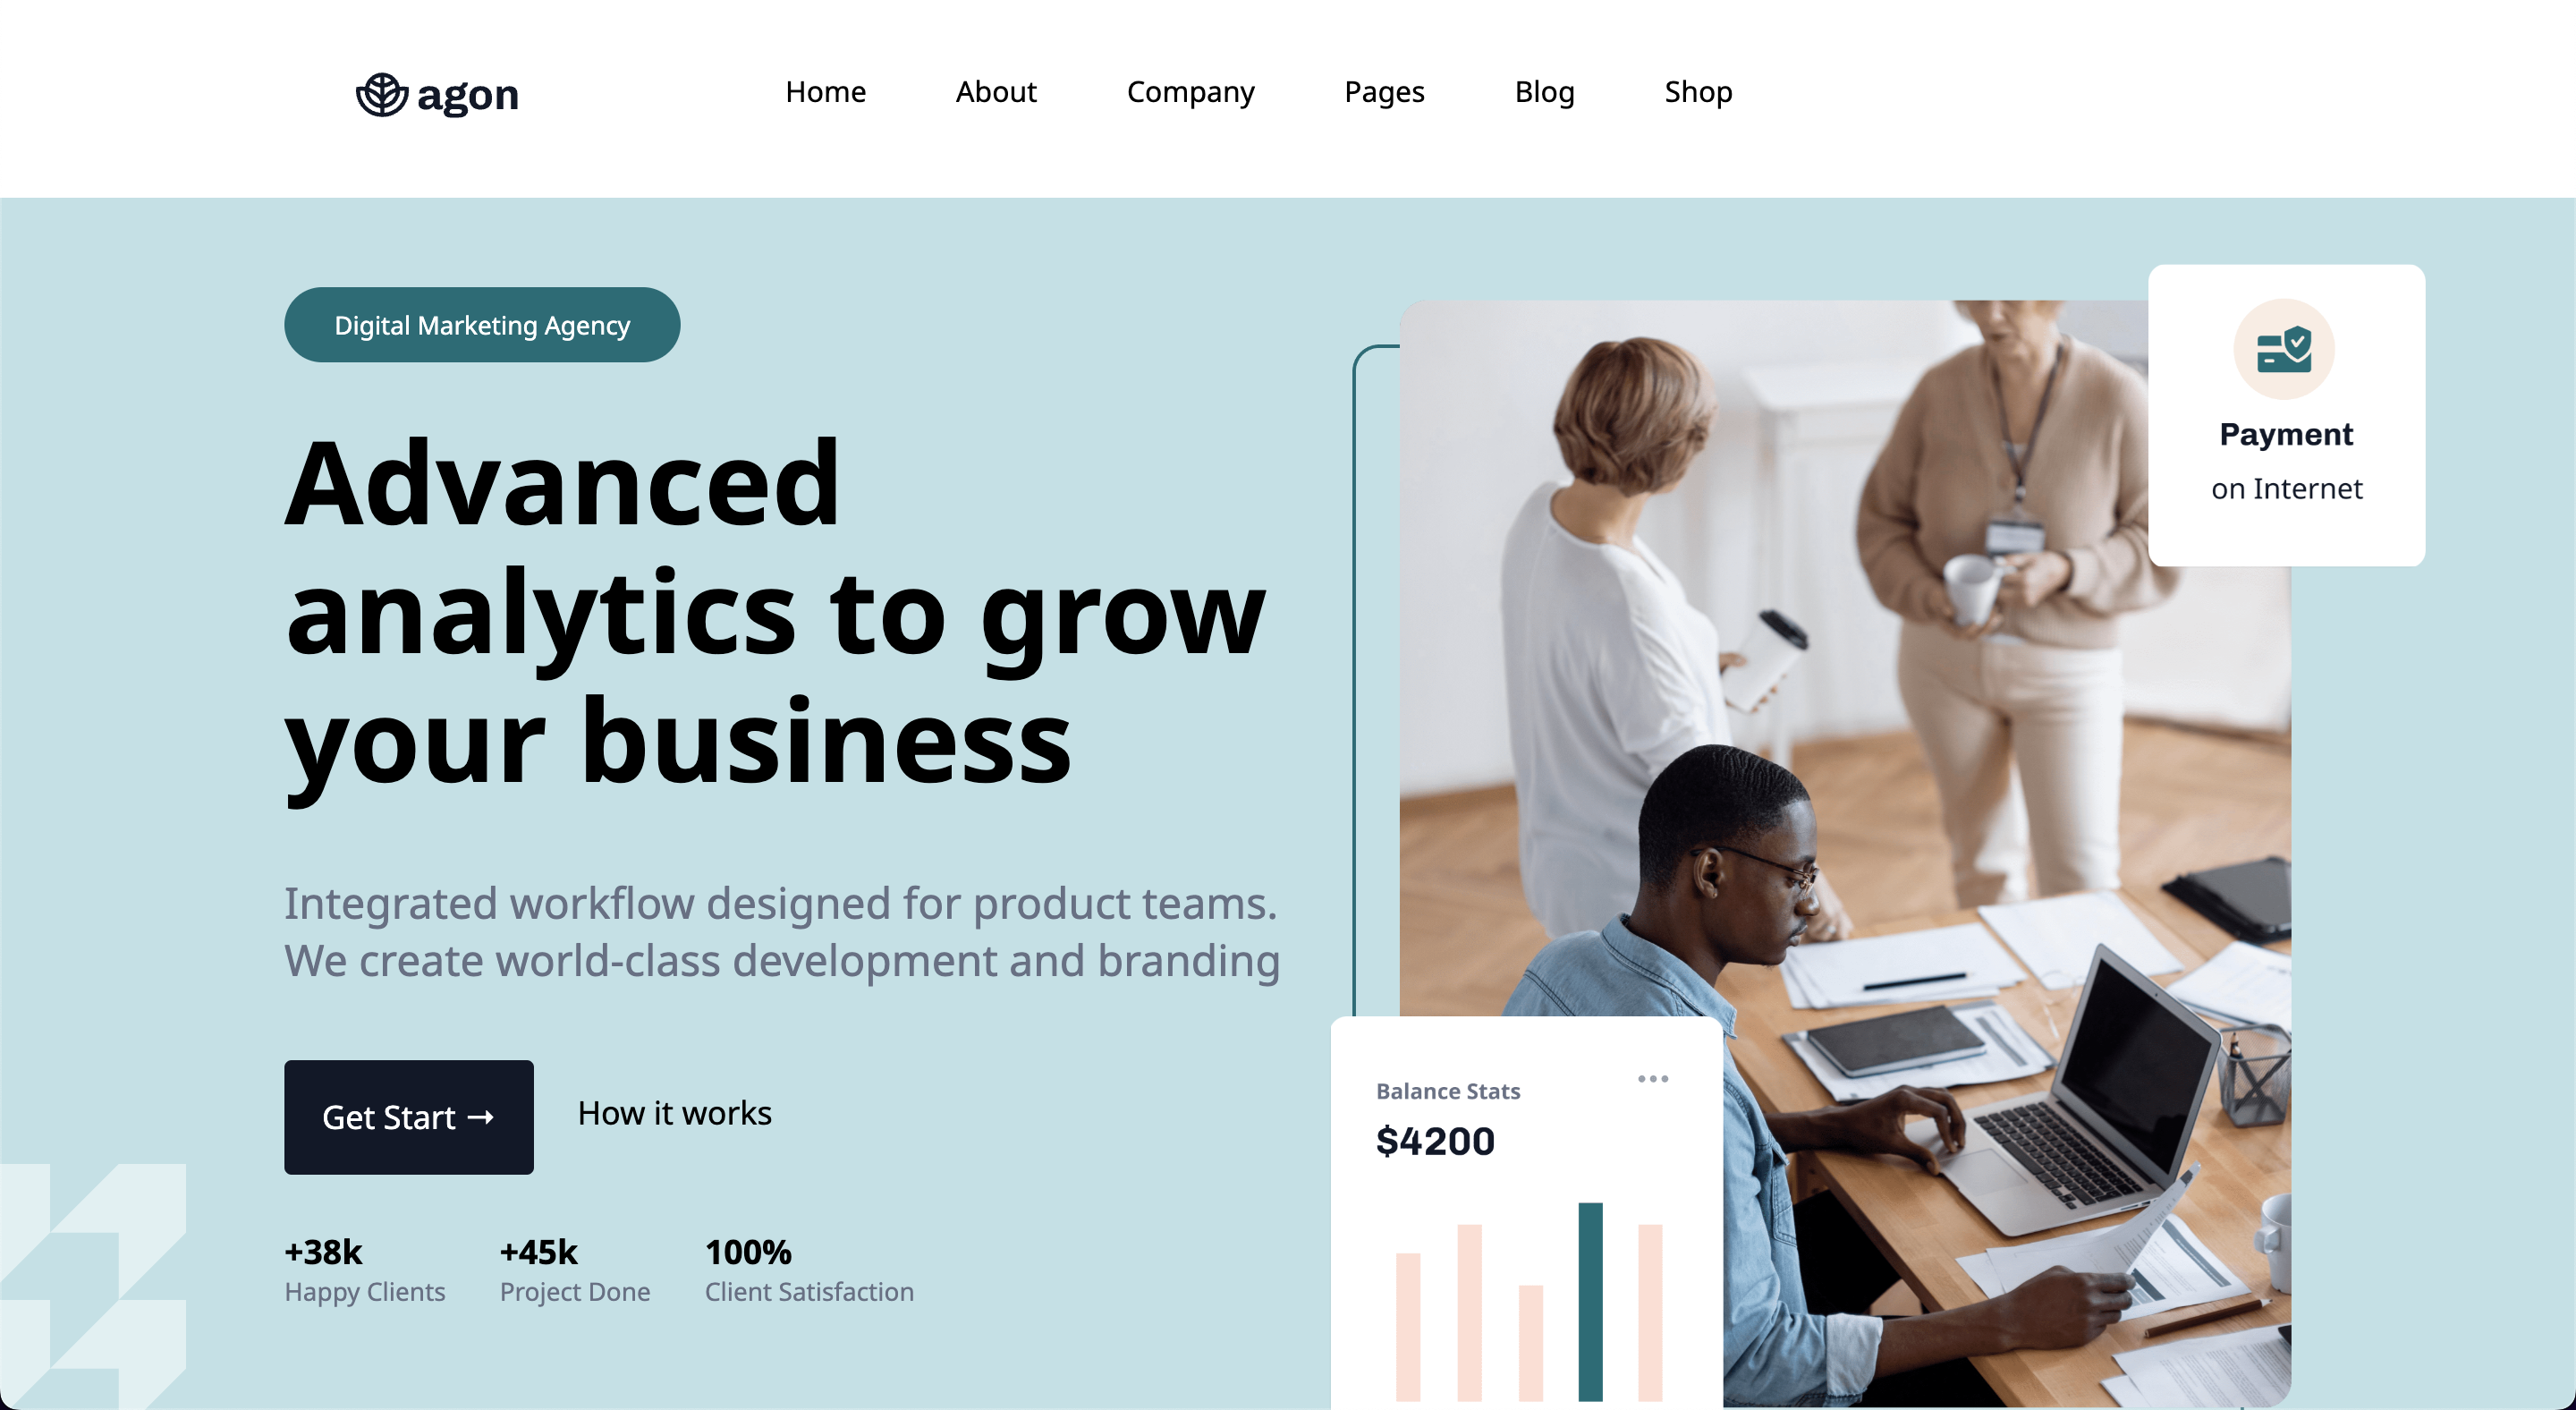 agon
Home
About
Company
Pages
Blog
Shop
Digital Marketing Agency
Advanced
analytics to grow
your business
Integrated workflow designed for product teams.
We create world-class development and branding
Get Start →
How it works
+38k
Happy Clients
+45k
Project Done
100%
Client Satisfaction
Payment
on Internet
Balance Stats
$4200